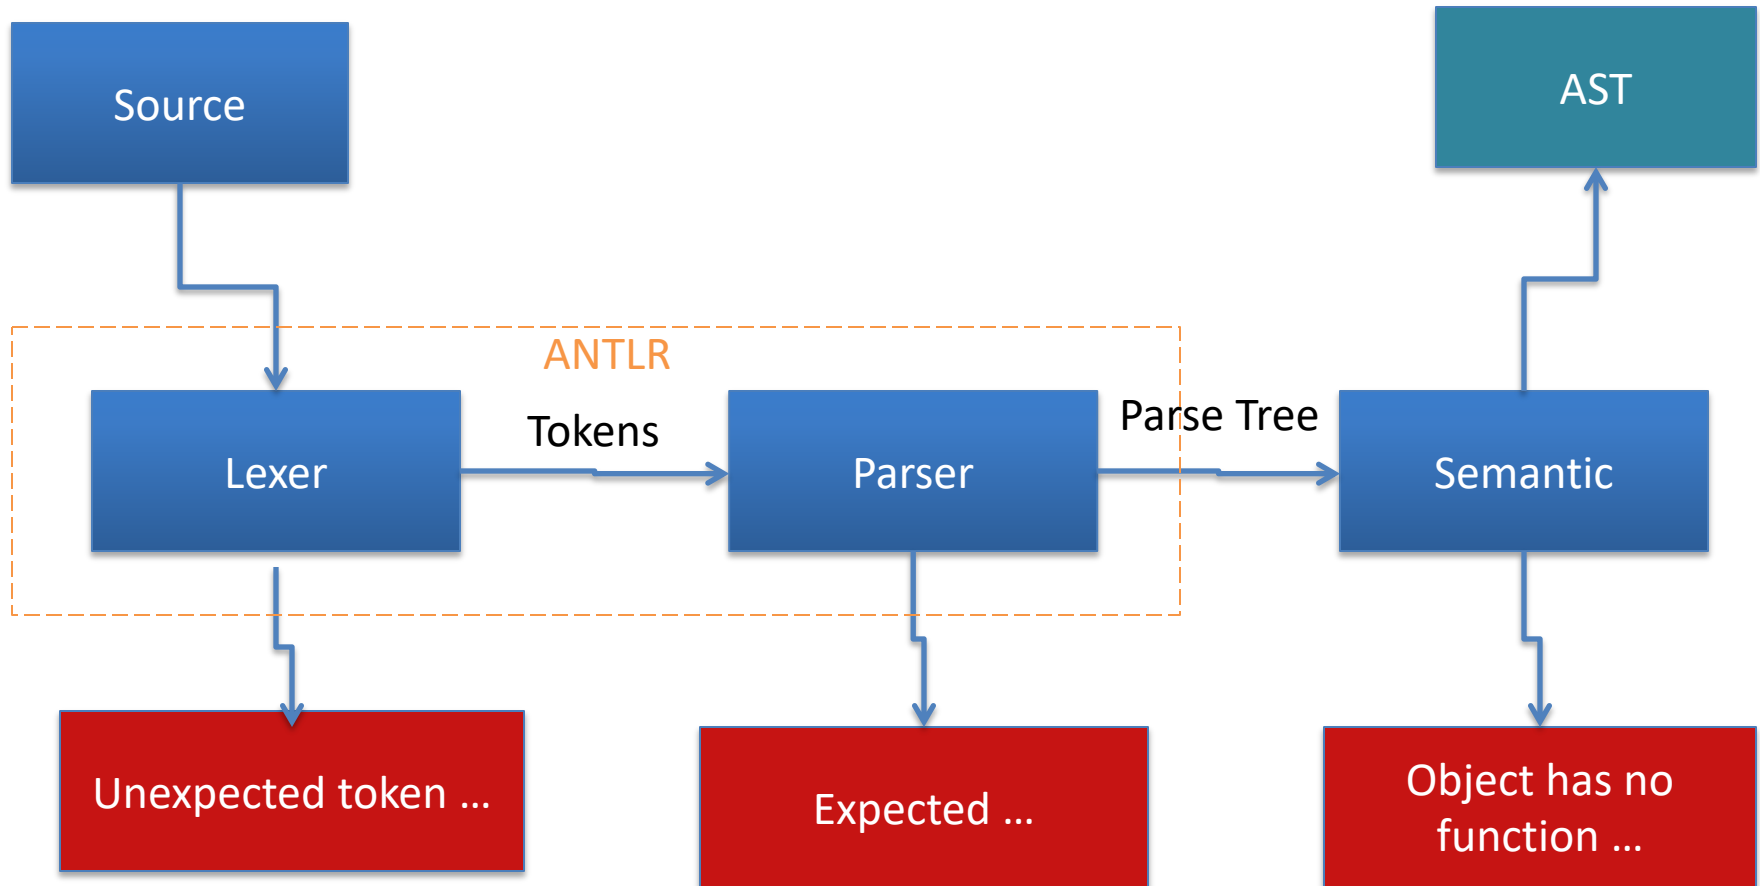 Source
AST
ANTLR
Tokens
Parse Tree
Lexer
Parser
Semantic
Unexpected token ...
Expected ...
Object has no
function ...